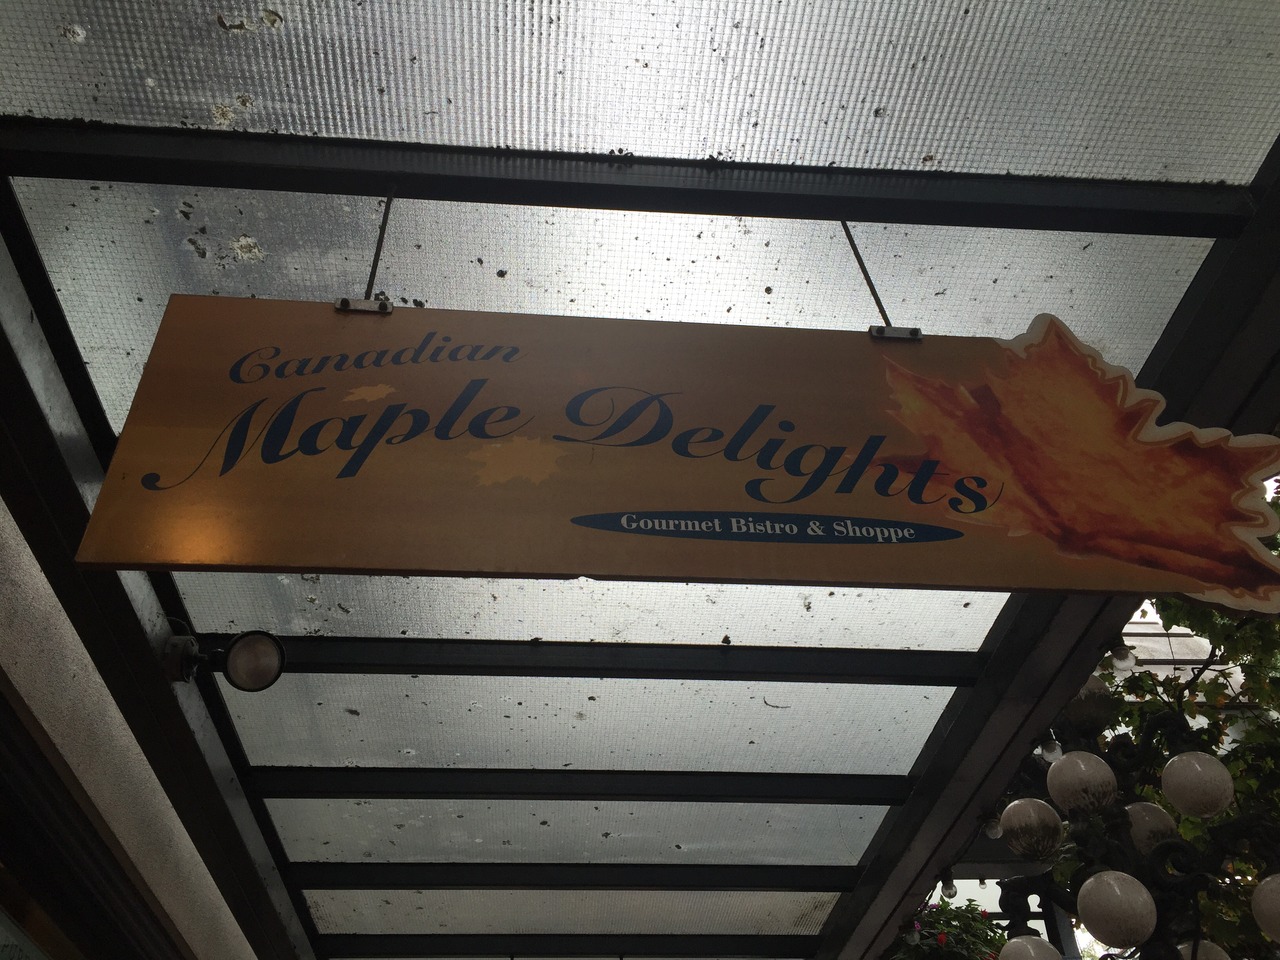 Canadian
Maple Delights
Gourmet Bistro & Shoppe